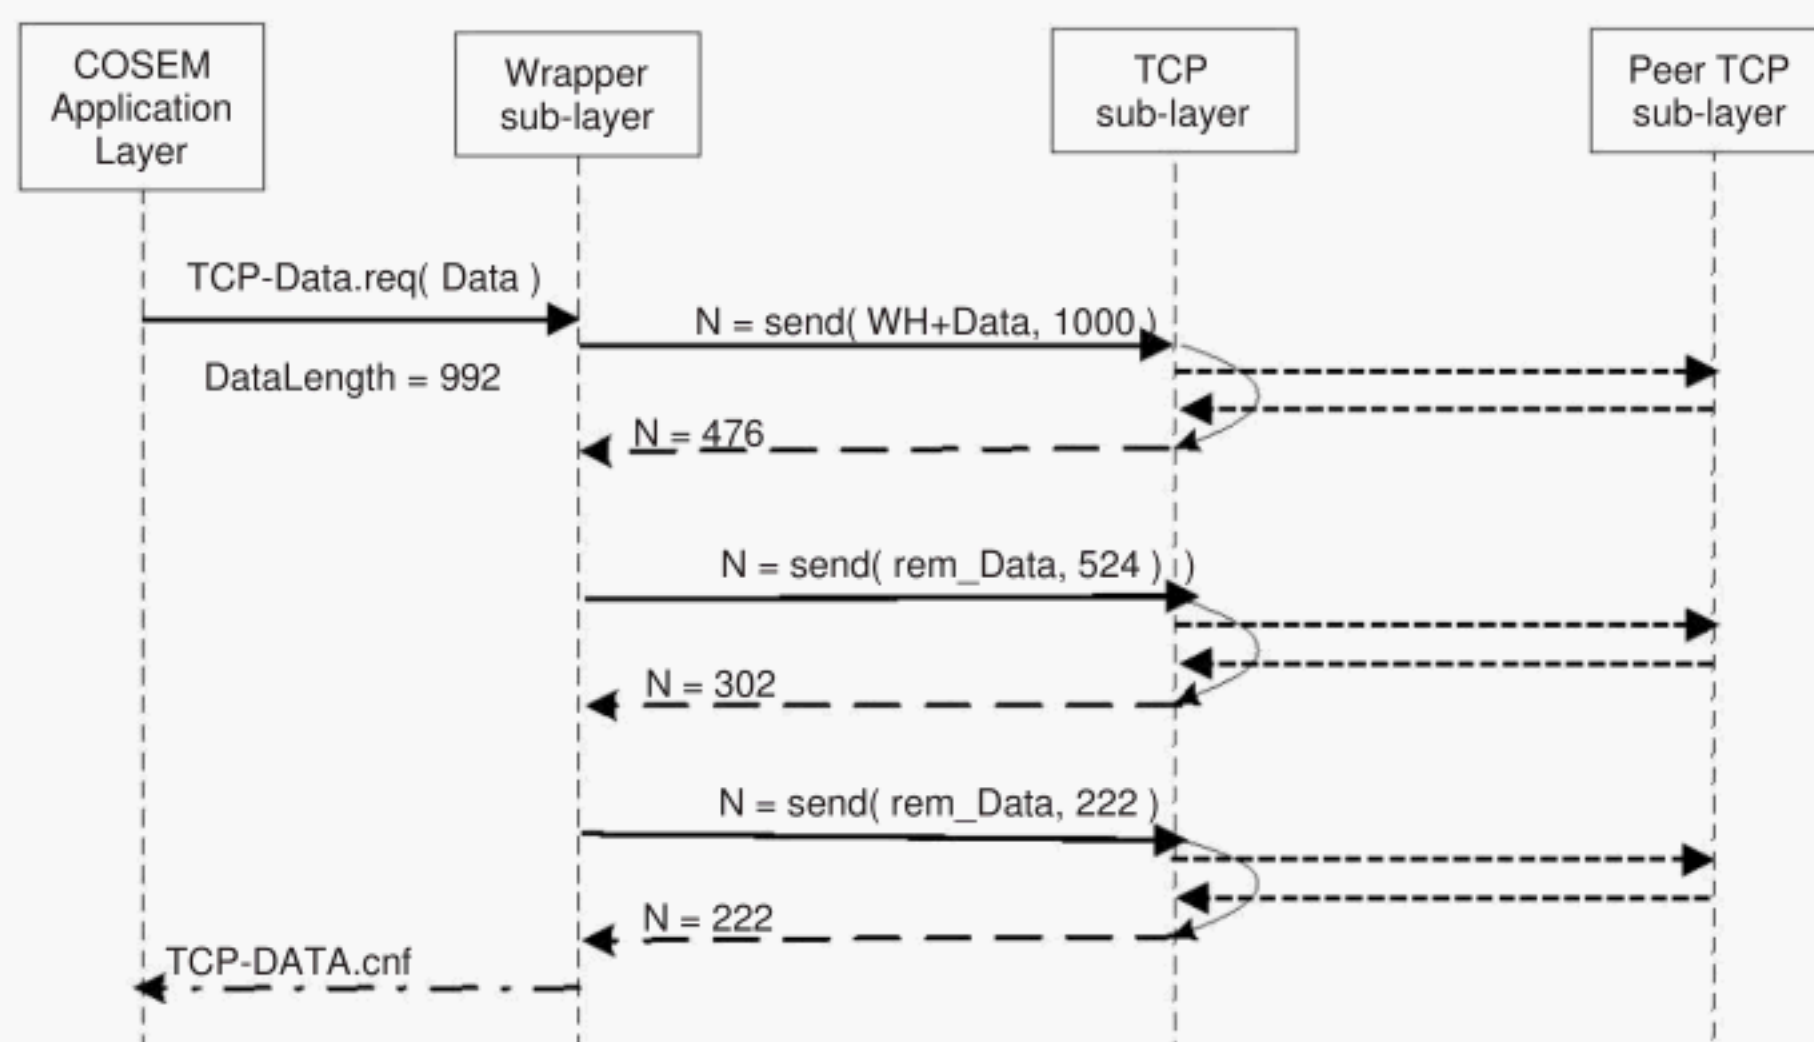 COSEM
Application
Layer
Wrapper
sub-layer
TCP
sub-layer
Peer TCP
sub-layer
TCP-Data.req( Data )
N = send( WH+Data, 1000 )
DataLength = 992
N = 476
N = send( rem_Data, 524 ) )
N = 302
N = send( rem_Data, 222 )
N = 222
TCP-DATA.cnf